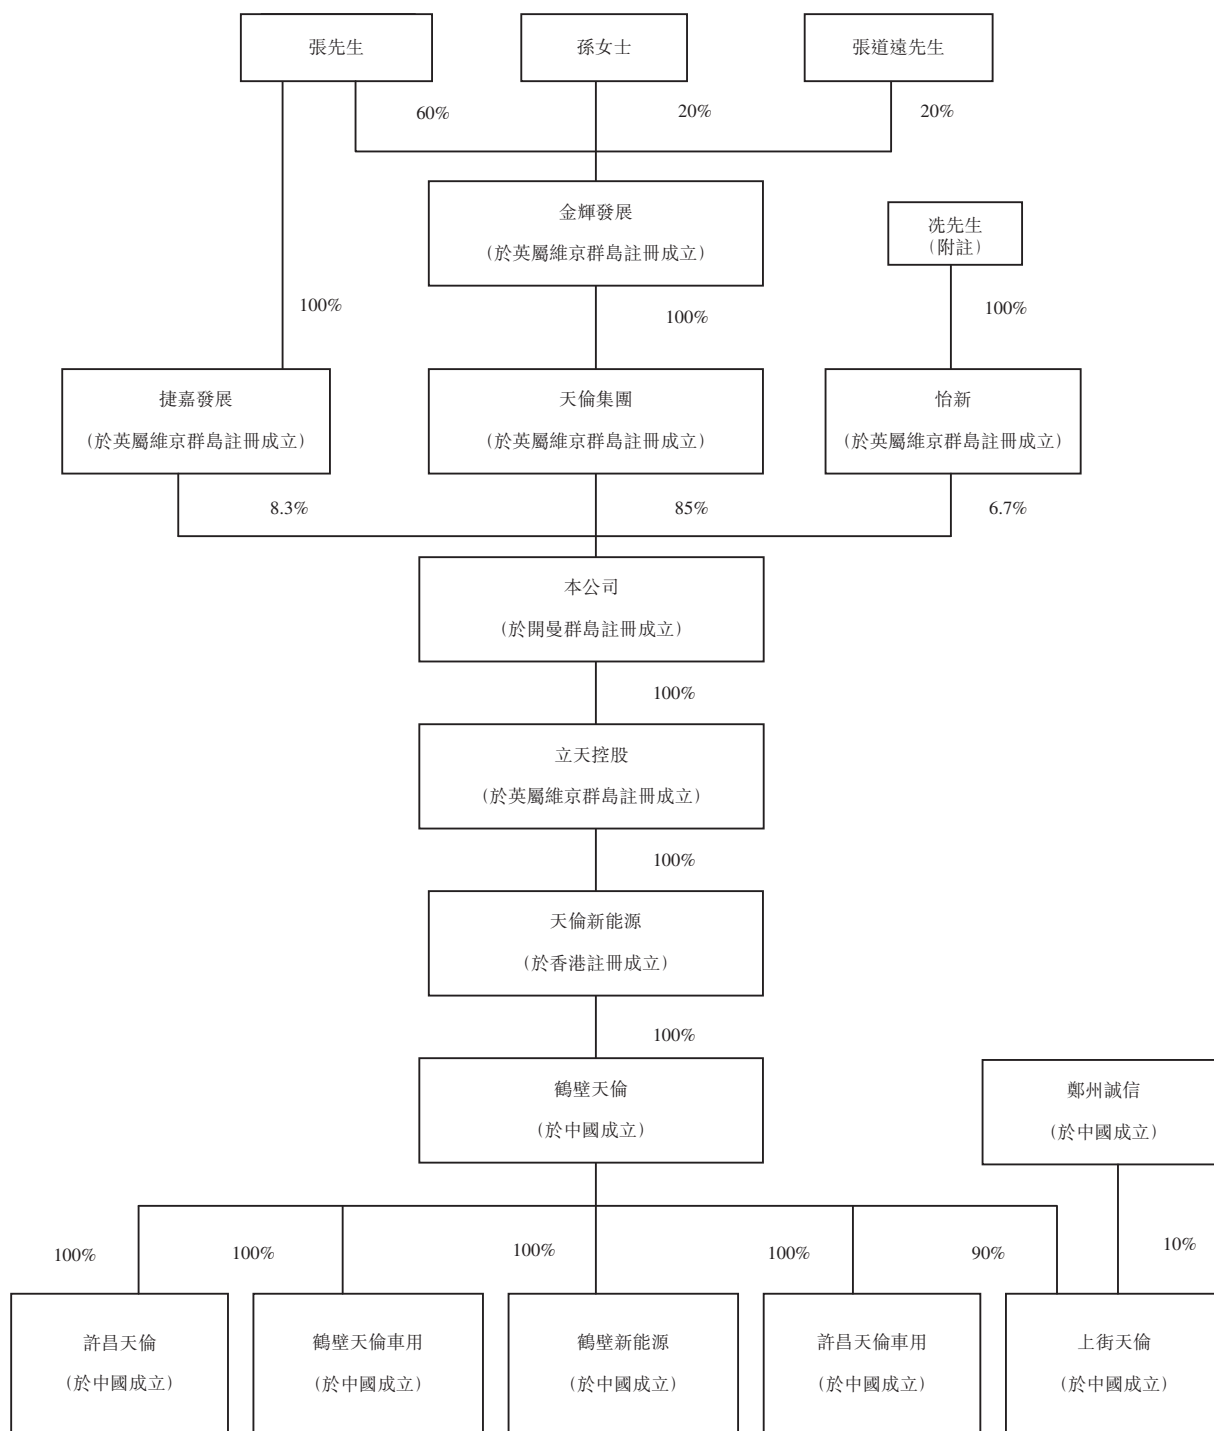 張先生
孫女士
張道遠先生
60%
20%
20%
金輝發展
(於英屬維京群島註冊成立)
冼先生
(附註)
100%
100%
100%
捷嘉發展
(於英屬維京群島註冊成立)
天倫集團
(於英屬維京群島註冊成立)
怡新
(於英屬維京群島註冊成立)
8.3%
85%
6.7%
本公司
(於開曼群島註冊成立)
100%
立天控股
(於英屬維京群島註冊成立)
100%
天倫新能源
(於香港註冊成立)
100%
鶴壁天倫
(於中國成立)
鄭州誠信
(於中國成立)
100%
100%
100%
100%
90%
10%
許昌天倫
(於中國成立)
鶴壁天倫車用
(於中國成立)
鶴壁新能源
(於中國成立)
許昌天倫車用
(於中國成立)
上街天倫
(於中國成立)